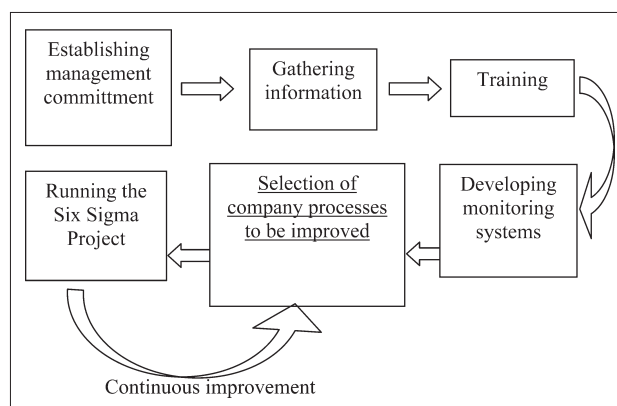 Establishing
management
committment
Gathering
information
Training
Developing
monitoring
systems
Selection of
company processes
to be improved
Running the
Six Sigma
Project
Continuous improvement